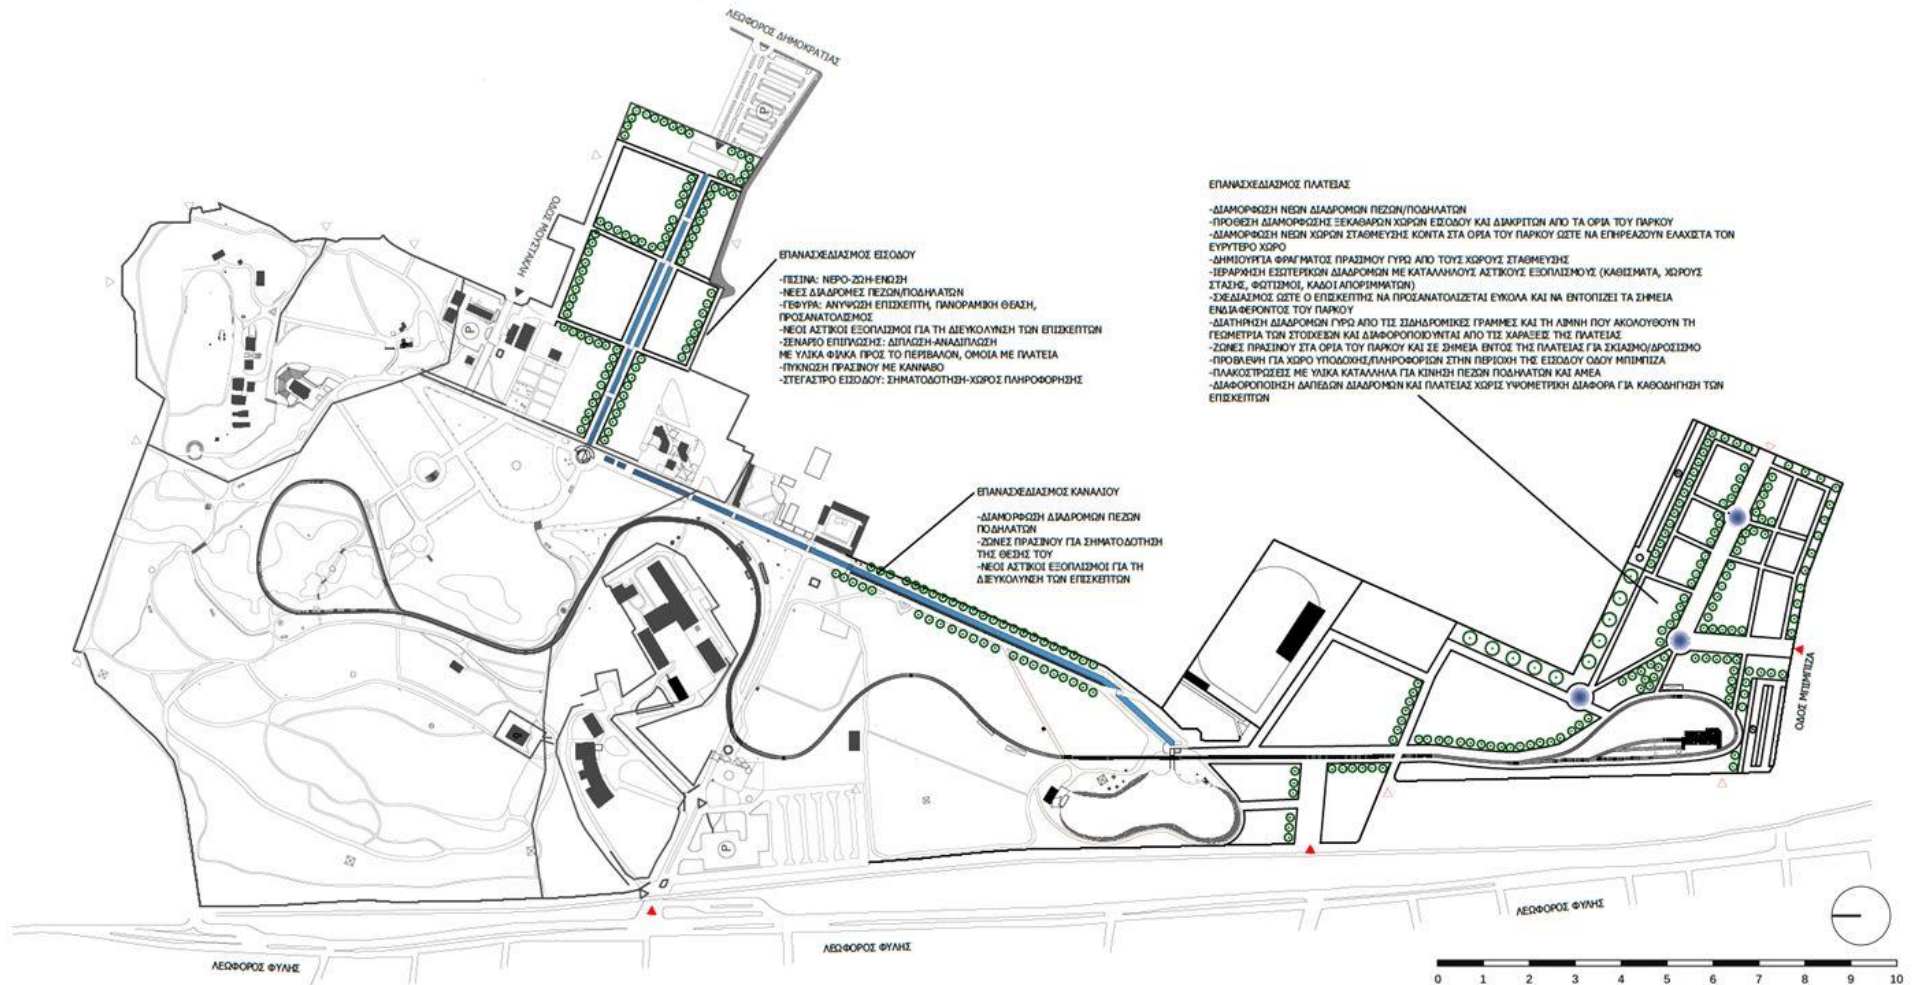 ΛΕΩΦΟΡΟΣ ΔΗΜΟΚΡΑΤΙΑΣ
P
ΟΔΟΣ ΜΟΥΣΤΑΚΛΗ
P
ΕΠΑΝΑΣΧΕΔΙΑΣΜΟΣ ΕΙΣΟΔΟΥ
-ΠΙΣΙΝΑ: ΝΕΡΟ-ΖΩΗ-ΕΝΩΣΗ
-ΝΕΕΣ ΔΙΑΔΡΟΜΕΣ ΠΕΖΩΝ/ΠΟΔΗΛΑΤΩΝ
-ΓΕΦΥΡΑ: ΑΝΥΨΩΣΗ ΕΠΙΣΚΕΠΤΗ, ΠΑΝΟΡΑΜΙΚΗ ΘΕΑΣΗ,
ΠΡΟΣΑΝΑΤΟΛΙΣΜΟΣ
-ΝΕΟΙ ΑΣΤΙΚΟΙ ΕΞΟΠΛΙΣΜΟΙ ΓΙΑ ΤΗ ΔΙΕΥΚΟΛΥΝΣΗ ΤΩΝ ΕΠΙΣΚΕΠΤΩΝ
-ΣΕΝΑΡΙΟ ΕΠΙΠΛΩΣΗΣ: ΔΙΠΛΩΣΗ-ΑΝΑΔΙΠΛΩΣΗ
ΜΕ ΥΛΙΚΑ ΦΙΛΙΚΑ ΠΡΟΣ ΤΟ ΠΕΡΙΒΑΛΟΝ, ΟΜΟΙΑ ΜΕ ΠΛΑΤΕΙΑ
-ΠΥΚΝΩΣΗ ΠΡΑΣΙΝΟΥ ΜΕ ΚΑΝΝΑΒΟ
-ΣΤΕΓΑΣΤΡΟ ΕΙΣΟΔΟΥ: ΣΗΜΑΤΟΔΟΤΗΣΗ-ΧΩΡΟΣ ΠΛΗΡΟΦΟΡΗΣΗΣ
ΕΠΑΝΑΣΧΕΔΙΑΣΜΟΣ ΠΛΑΤΕΙΑΣ
-ΔΙΑΜΟΡΦΩΣΗ ΝΕΩΝ ΔΙΑΔΡΟΜΩΝ ΠΕΖΩΝ/ΠΟΔΗΛΑΤΩΝ
-ΠΡΟΘΕΣΗ ΔΙΑΜΟΡΦΩΣΗΣ ΞΕΚΑΘΑΡΩΝ ΧΩΡΩΝ ΕΙΣΟΔΟΥ ΚΑΙ ΔΙΑΚΡΙΤΩΝ ΑΠΟ ΤΑ ΟΡΙΑ ΤΟΥ ΠΑΡΚΟΥ
-ΔΙΑΜΟΡΦΩΣΗ ΝΕΩΝ ΧΩΡΩΝ ΣΤΑΘΜΕΥΣΗΣ ΚΟΝΤΑ ΣΤΑ ΟΡΙΑ ΤΟΥ ΠΑΡΚΟΥ ΩΣΤΕ ΝΑ ΕΠΗΡΕΑΖΟΥΝ ΕΛΑΧΙΣΤΑ ΤΟΝ
ΕΥΡΥΤΕΡΟ ΧΩΡΟ
-ΔΗΜΙΟΥΡΓΙΑ ΦΡΑΓΜΑΤΟΣ ΠΡΑΣΙΜΟΥ ΓΥΡΩ ΑΠΟ ΤΟΥΣ ΧΩΡΟΥΣ ΣΤΑΘΜΕΥΣΗΣ
-ΙΕΡΑΡΧΗΣΗ ΕΣΩΤΕΡΙΚΩΝ ΔΙΑΔΡΟΜΩΝ ΜΕ ΚΑΤΑΛΛΗΛΟΥΣ ΑΣΤΙΚΟΥΣ ΕΞΟΠΛΙΣΜΟΥΣ (ΚΑΘΙΣΜΑΤΑ, ΧΩΡΟΥΣ
ΣΤΑΣΗΣ, ΦΩΤΙΣΜΟΙ, ΚΑΔΟΙ ΑΠΟΡΙΜΜΑΤΩΝ)
-ΣΧΕΔΙΑΣΜΟΣ ΩΣΤΕ Ο ΕΠΙΣΚΕΠΤΗΣ ΝΑ ΠΡΟΣΑΝΑΤΟΛΙΖΕΤΑΙ ΕΥΚΟΛΑ ΚΑΙ ΝΑ ΕΝΤΟΠΙΖΕΙ ΤΑ ΣΗΜΕΙΑ
ΕΝΔΙΑΦΕΡΟΝΤΟΣ ΤΟΥ ΠΑΡΚΟΥ
-ΔΙΑΤΗΡΗΣΗ ΔΙΑΔΡΟΜΩΝ ΓΥΡΩ ΑΠΟ ΤΙΣ ΣΙΔΗΔΡΟΜΙΚΕΣ ΓΡΑΜΜΕΣ ΚΑΙ ΤΗ ΛΙΜΝΗ ΠΟΥ ΑΚΟΛΟΥΘΟΥΝ ΤΗ
ΓΕΩΜΕΤΡΙΑ ΤΩΝ ΣΤΟΙΧΕΙΩΝ ΚΑΙ ΔΙΑΦΟΡΟΠΟΙΟΥΝΤΑΙ ΑΠΟ ΤΙΣ ΧΑΡΑΞΕΙΣ ΤΗΣ ΠΛΑΤΕΙΑΣ
-ΖΩΝΕΣ ΠΡΑΣΙΝΟΥ ΣΤΑ ΟΡΙΑ ΤΟΥ ΠΑΡΚΟΥ ΚΑΙ ΣΕ ΣΗΜΕΙΑ ΕΝΤΟΣ ΤΗΣ ΠΛΑΤΕΙΑΣ ΓΙΑ ΣΚΙΑΣΜΟ/ΔΡΟΣΙΣΜΟ
-ΠΡΟΒΛΕΨΗ ΓΙΑ ΧΩΡΟ ΥΠΟΔΟΧΗΣ/ΠΛΗΡΟΦΟΡΙΩΝ ΣΤΗΝ ΠΕΡΙΟΧΗ ΤΗΣ ΕΙΣΟΔΟΥ ΟΔΟΥ ΜΠΙΜΠΙΖΑ
-ΠΛΑΚΟΣΤΡΩΣΕΙΣ ΜΕ ΥΛΙΚΑ ΚΑΤΑΛΛΗΛΑ ΓΙΑ ΚΙΝΗΣΗ ΠΕΖΩΝ ΠΟΔΗΛΑΤΩΝ ΚΑΙ ΑΜΕΑ
-ΔΙΑΦΟΡΟΠΟΙΗΣΗ ΔΑΠΕΔΩΝ ΔΙΑΔΡΟΜΩΝ ΚΑΙ ΠΛΑΤΕΙΑΣ ΧΩΡΙΣ ΥΨΟΜΕΤΡΙΚΗ ΔΙΑΦΟΡΑ ΓΙΑ ΚΑΘΟΔΗΓΗΣΗ ΤΩΝ
ΕΠΙΣΚΕΠΤΩΝ
ΕΠΑΝΑΣΧΕΔΙΑΣΜΟΣ ΚΑΝΑΛΙΟΥ
-ΔΙΑΜΟΡΦΩΣΗ ΔΙΑΔΡΟΜΩΝ ΠΕΖΩΝ
ΠΟΔΗΛΑΤΩΝ
-ΖΩΝΕΣ ΠΡΑΣΙΝΟΥ ΓΙΑ ΣΗΜΑΤΟΔΟΤΗΣΗ
ΤΗΣ ΘΕΣΗΣ ΤΟΥ
-ΝΕΟΙ ΑΣΤΙΚΟΙ ΕΞΟΠΛΙΣΜΟΙ ΓΙΑ ΤΗ
ΔΙΕΥΚΟΛΥΝΣΗ ΤΩΝ ΕΠΙΣΚΕΠΤΩΝ
ΟΔΟΣ ΜΠΙΜΠΙΖΑ
P
ΛΕΩΦΟΡΟΣ ΦΥΛΗΣ
ΛΕΩΦΟΡΟΣ ΦΥΛΗΣ
ΛΕΩΦΟΡΟΣ ΦΥΛΗΣ
0 1 2 3 4 5 6 7 8 9 10